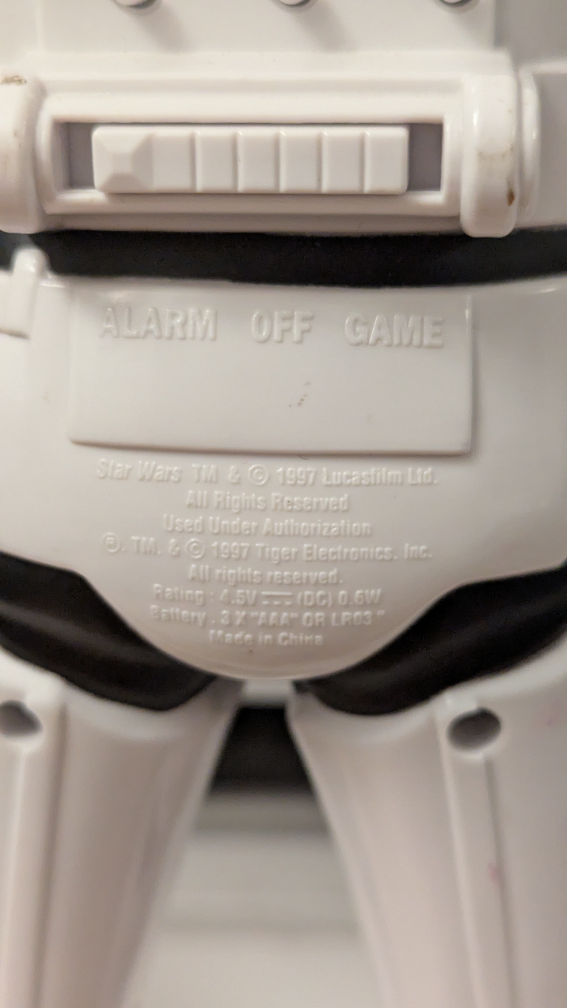 ALARM OFF GAME
Star Wars TM & © 1997 Lucasfilm Ltd.
All Rights Reserved
Used Under Authorization
®. TM. & © 1997 Tiger Electronics. Inc.
All rights reserved.
Rating : 4.5V ⎓ (DC) 0.6W
Battery . 3 X "AAA" OR LR03 "
Made in China